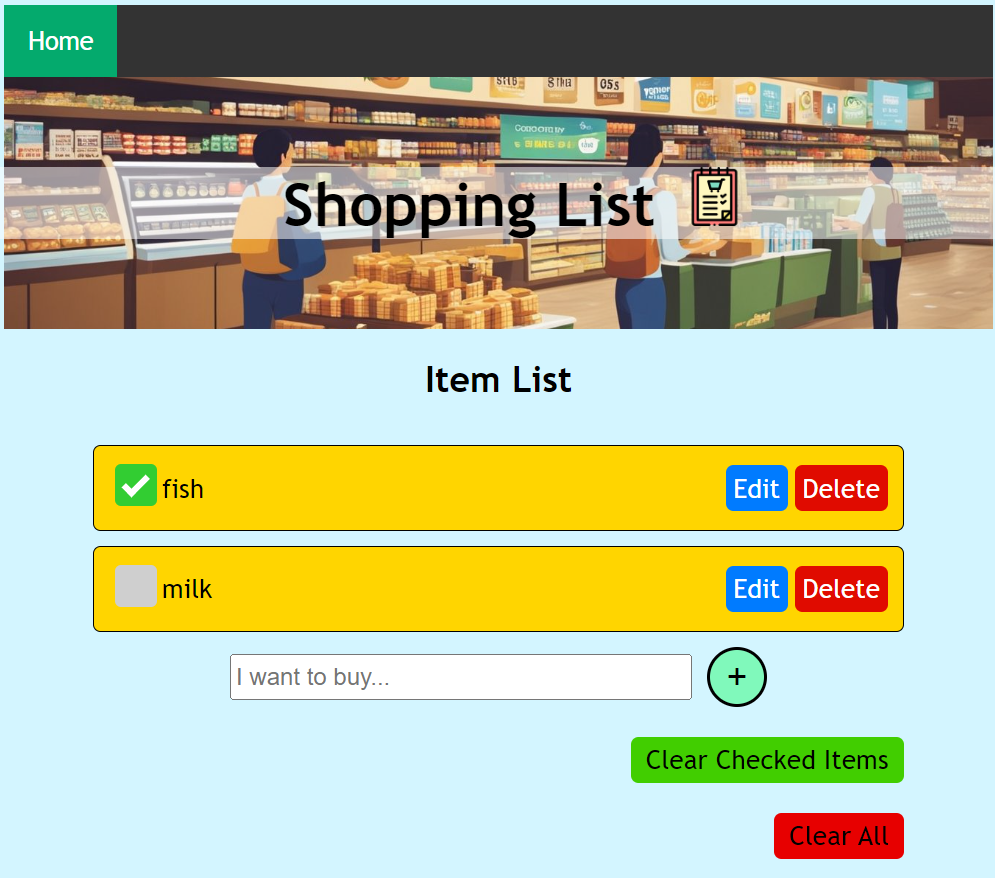 Home
Shopping List
Item List
fish Edit Delete
milk Edit Delete
I want to buy...
+
Clear Checked Items
Clear All